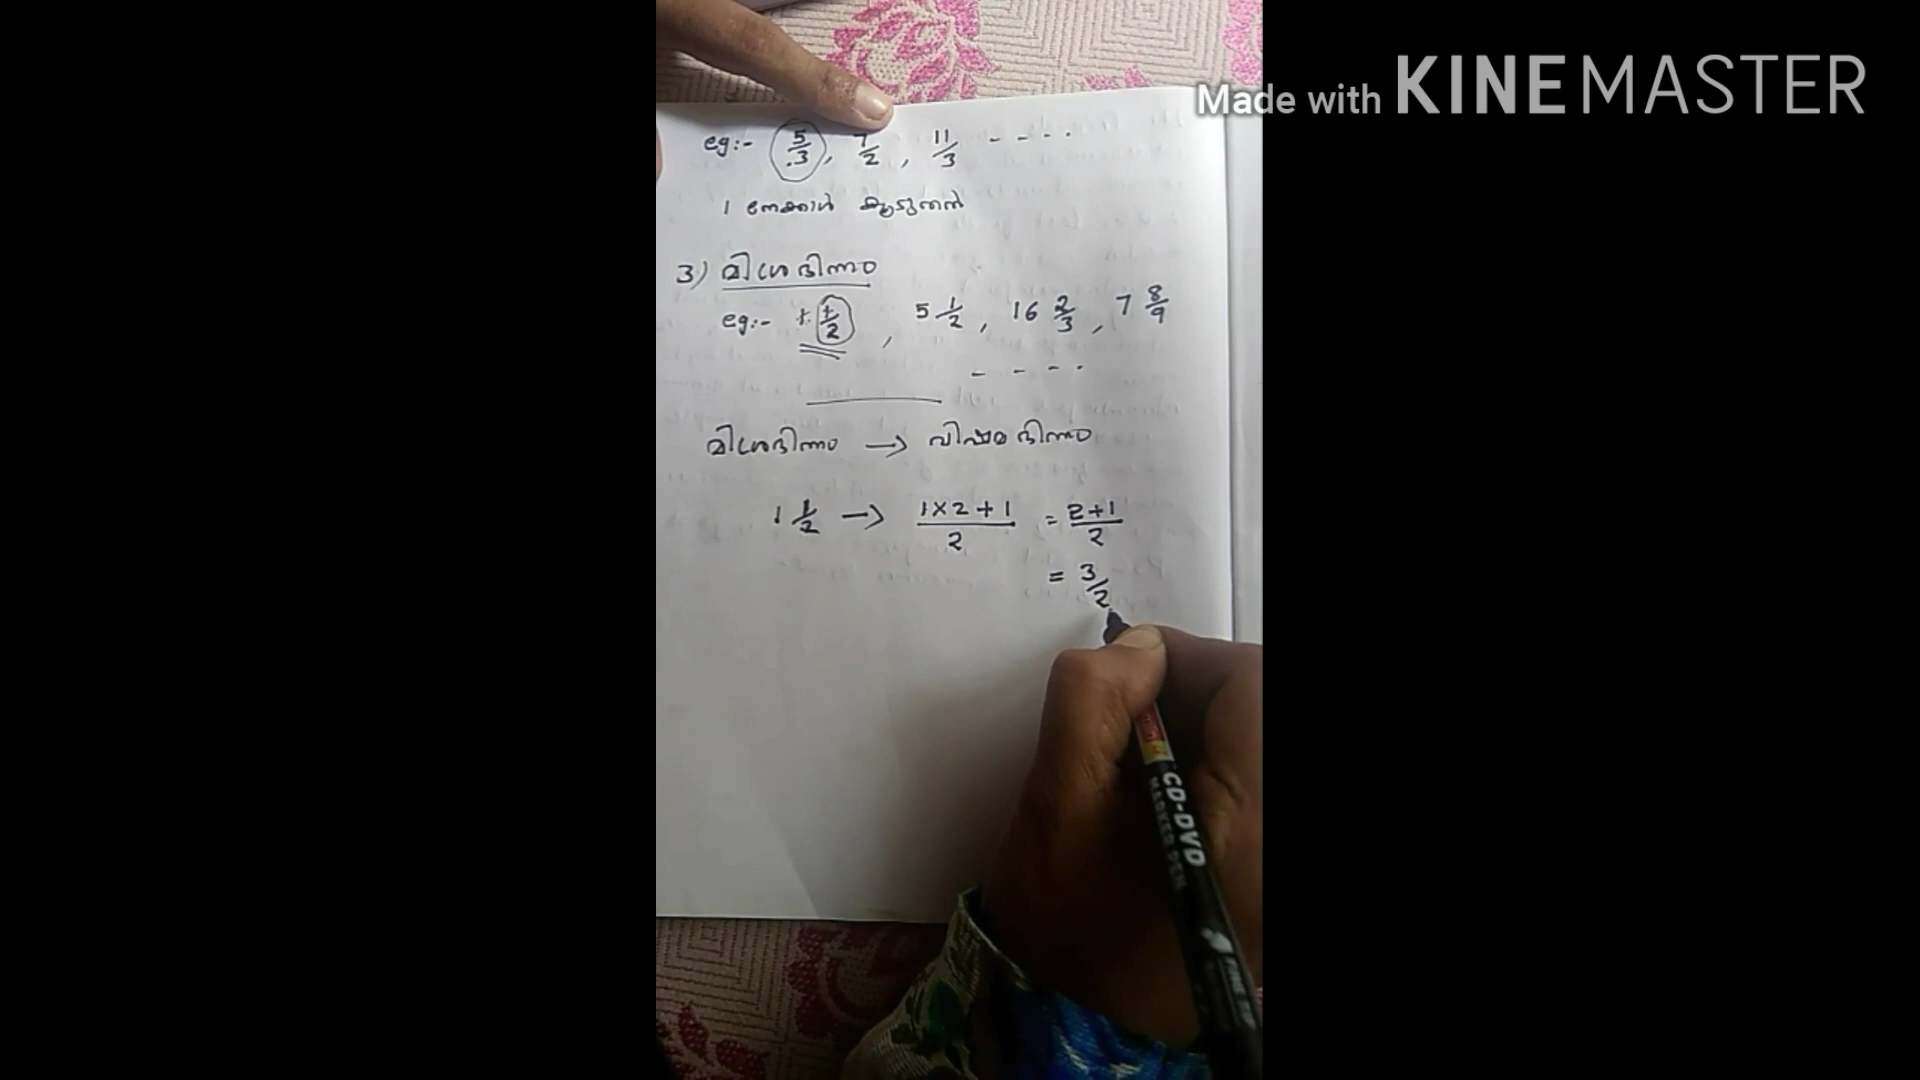 Made with KINEMASTER
eg:- 5/3, 7/2, 11/3 - - - -
1 നേക്കാൾ കൂടുതൽ
3) മിശ്രഭിന്നം
eg:- 1 1/2, 5 1/2, 16 2/3, 7 8/9
- - - -
മിശ്രഭിന്നം → വിഷമഭിന്നം
1 1/2 → 1×2+1/2 = 2+1/2
= 3/2
CD-DVD
MARKER PEN